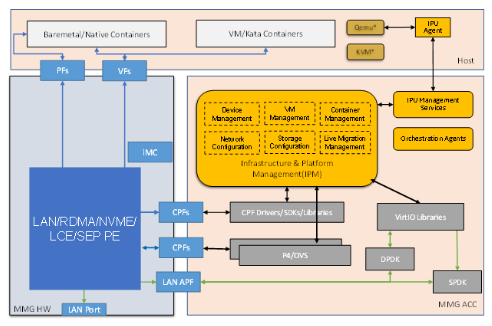 Baremetal/Native Containers
VM/Kata Containers
Qemu*
KVM*
IPU
Agent
Host
PFs
VFs
IMC
LAN/RDMA/NVME/
LCE/SEP PE
CPFs
CPFs
LAN APF
LAN Port
MMG HW
Device
Management
VM
Management
Container
Management
Network
Configuration
Storage
Configuration
Live Migration
Management
Infrastructure & Platform
Management(IPM)
IPU Management
Services
Orchestration Agents
CPF Drivers/SDKs/Libraries
P4/OVS
VirtIO Libraries
DPDK
SPDK
MMG ACC